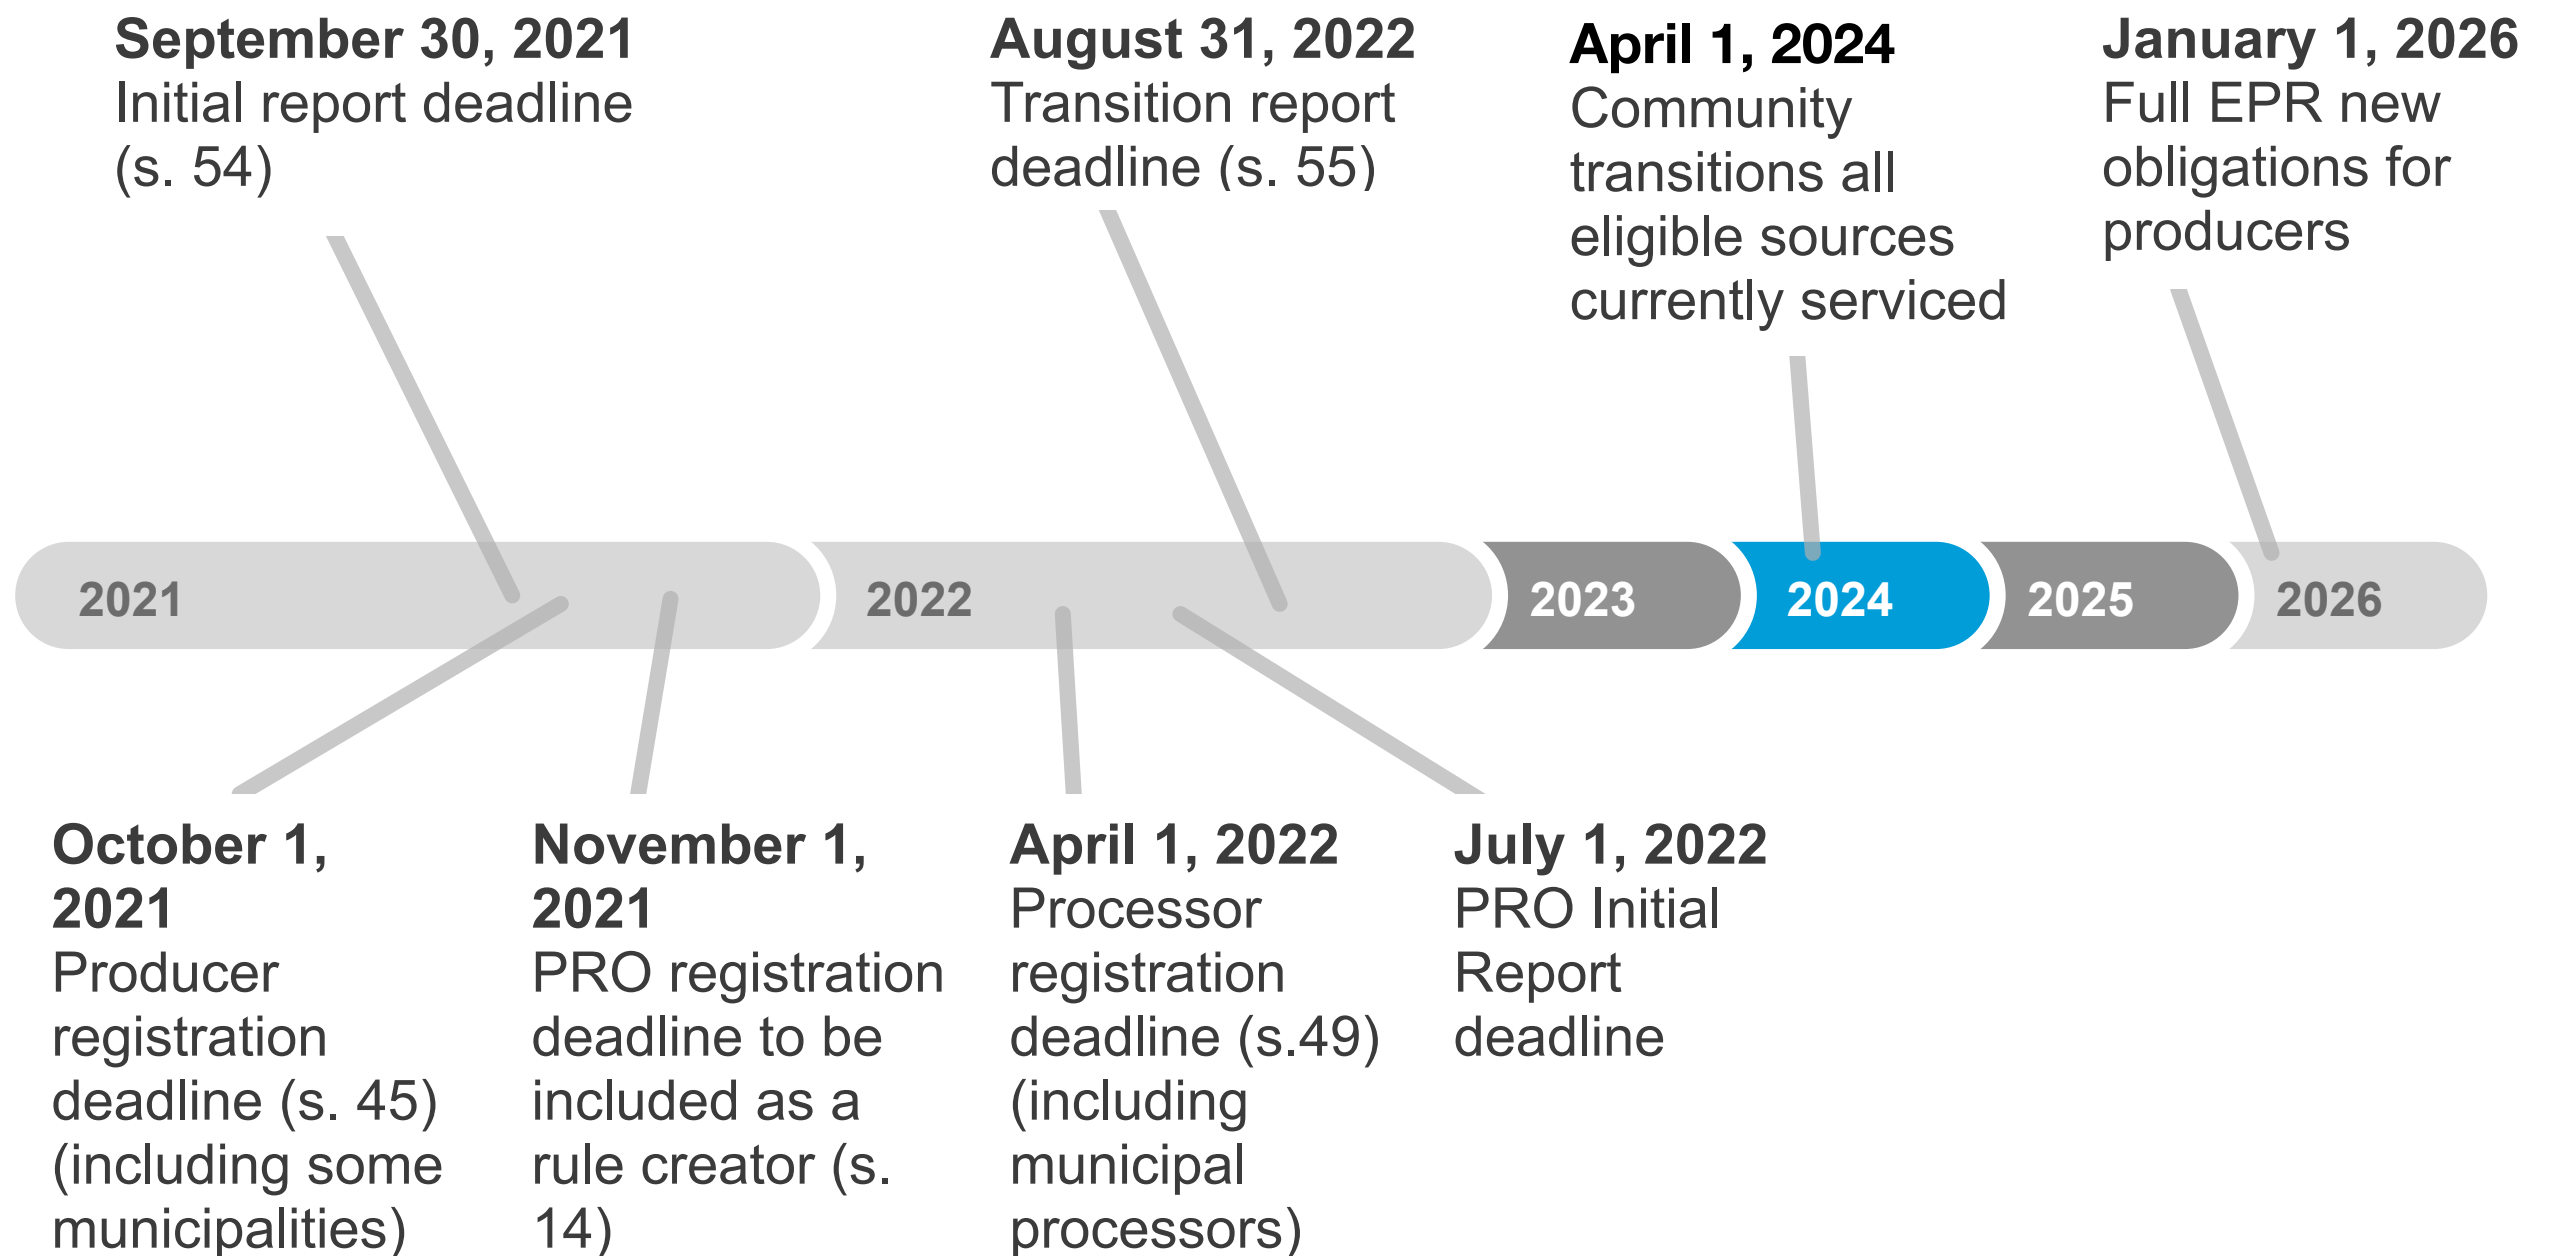 September 30, 2021
Initial report deadline
(s. 54)
August 31, 2022
Transition report
deadline (s. 55)
April 1, 2024
Community
transitions all
eligible sources
currently serviced
January 1, 2026
Full EPR new
obligations for
producers
2021
2022
2023
2024
2025
2026
October 1,
2021
Producer
registration
deadline (s. 45)
(including some
municipalities)
November 1,
2021
PRO registration
deadline to be
included as a
rule creator (s.
14)
April 1, 2022
Processor
registration
deadline (s.49)
(including
municipal
processors)
July 1, 2022
PRO Initial
Report
deadline